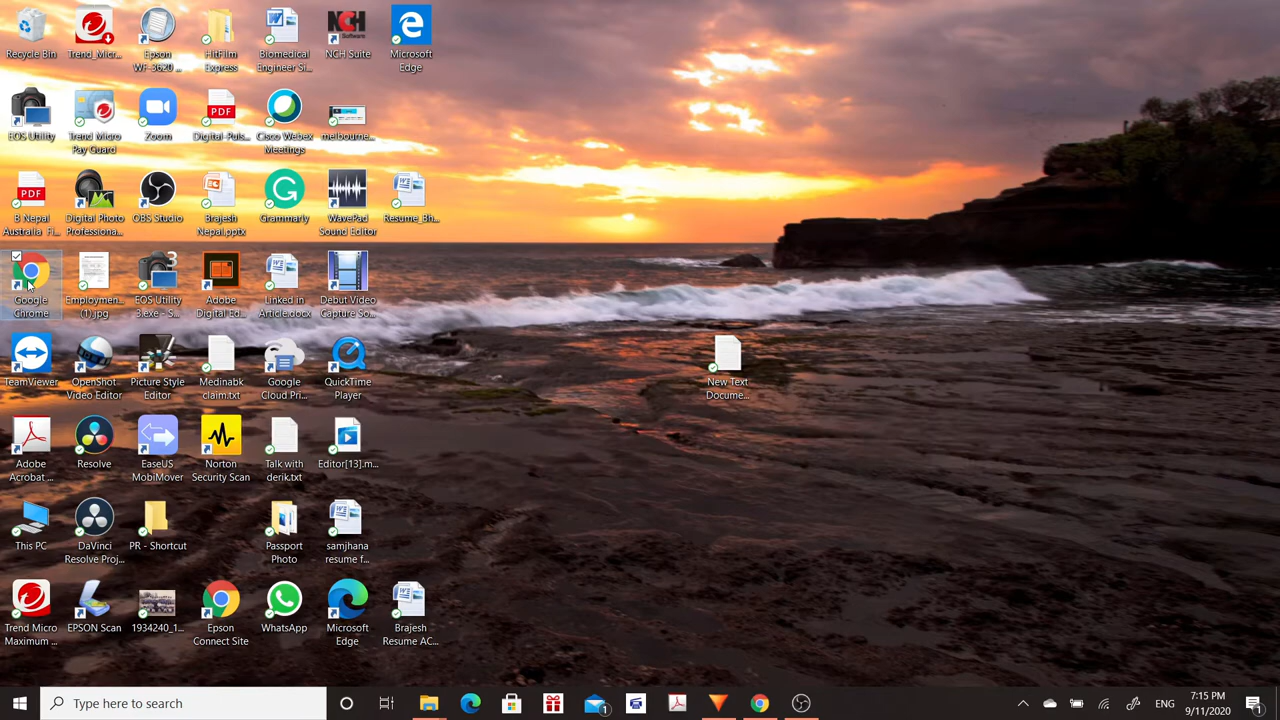 Recycle Bin
Trend_Micr...
Epson
WF-3620 ...
HitFilm
Express
Biomedical
Engineer Si...
NCH Suite
Microsoft
Edge
EOS Utility
Trend Micro
Pay Guard
Zoom
Digital-Puls...
Cisco Webex
Meetings
melbourne...
B Nepal
Australia_Fi...
Digital Photo
Professiona...
OBS Studio
Brajesh
Nepal.pptx
Grammarly
WavePad
Sound Editor
Resume_Bh...
Google
Chrome
Employmen...
(1).jpg
EOS Utility
3.exe - S...
Adobe
Digital Ed...
Linked in
Article.docx
Debut Video
Capture So...
TeamViewer
OpenShot
Video Editor
Picture Style
Editor
Medinabk
claim.txt
Google
Cloud Pri...
QuickTime
Player
New Text
Docume...
Adobe
Acrobat ...
Resolve
EaseUS
MobiMover
Norton
Security Scan
Talk with
derik.txt
Editor[13].m...
This PC
DaVinci
Resolve Proj...
PR - Shortcut
Passport
Photo
samjhana
resume f...
Trend Micro
Maximum ...
EPSON Scan
1934240_1...
Epson
Connect Site
WhatsApp
Microsoft
Edge
Brajesh
Resume AC...
Type here to search
ENG
7:15 PM
9/11/2020